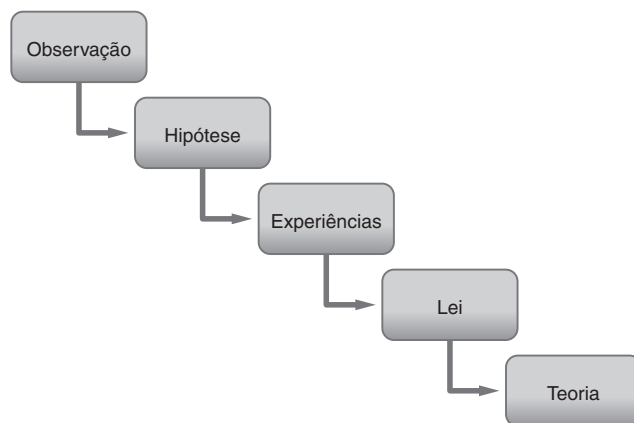 Observação
Hipótese
Experiências
Lei
Teoria